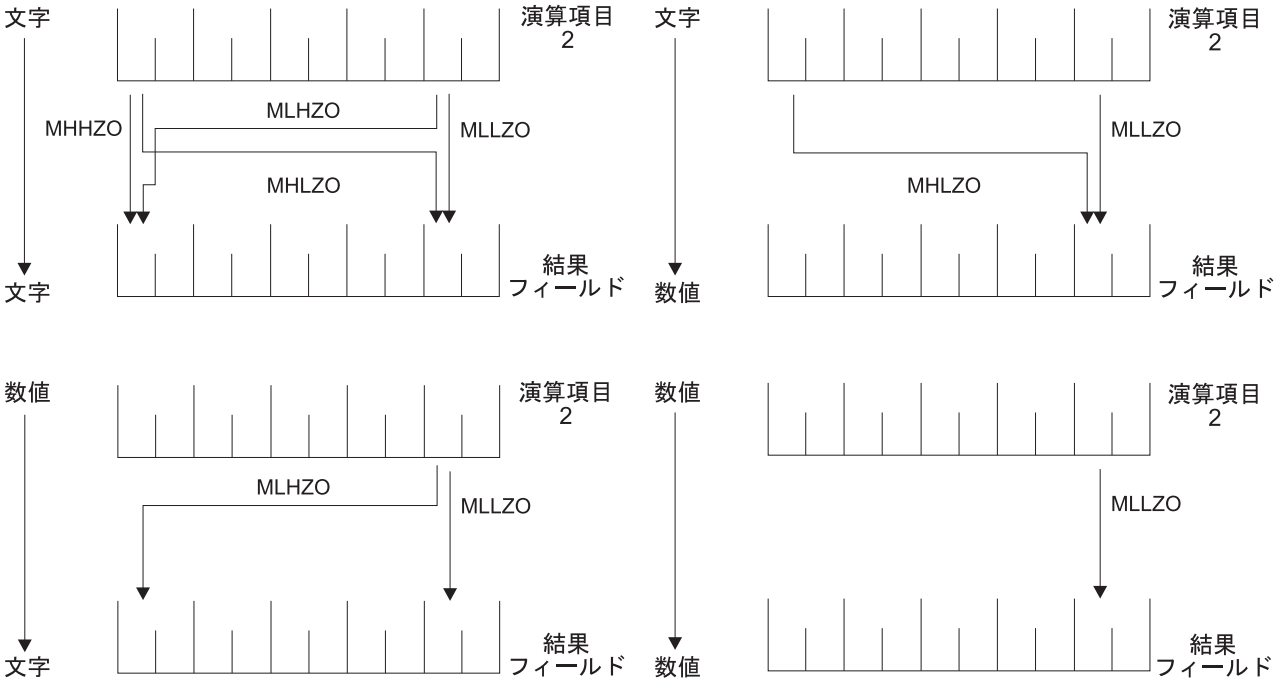 文字
演算項目
2
MHHZO
MLHZO
MLLZO
MHLZO
文字
結果
フィールド
文字
演算項目
2
MLLZO
MHLZO
数値
結果
フィールド
数値
演算項目
2
MLHZO
MLLZO
文字
結果
フィールド
数値
演算項目
2
MLLZO
数値
結果
フィールド